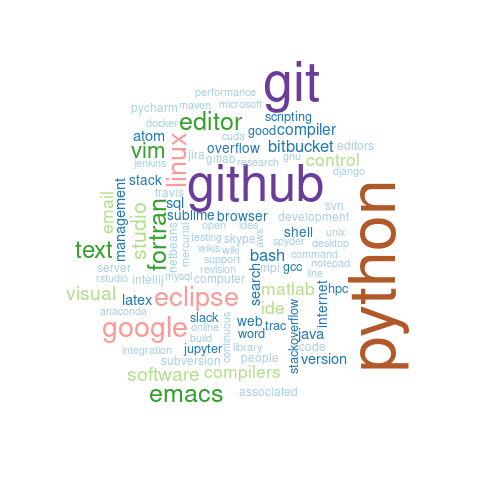 git
performance
maven
microsoft
pycharm
scripting
docker
editor
good
compiler
atom
cuda
linux
overflow
bitbucket
editors
vim
jira
gitlab
research
gnu
control
jenkins
django
stack
github
travis
management
email
sql
svn
python
studio
fortran
sublime
browser
development
open
ides
shell
unix
mercurial
testing
skype
aws
spyder
desktop
text
netbeans
wikis
wiki
bash
command
support
notepad
server
revision
mpi
gcc
line
rstudio
intellij
mysql
computer
search
visual
latex
eclipse
matlab
internet
hpc
ide
anaconda
slack
web
trac
stackoverflow
google
online
continuous
word
java
build
code
integration
jupyter
library
subversion
people
version
software
compilers
emacs
associated